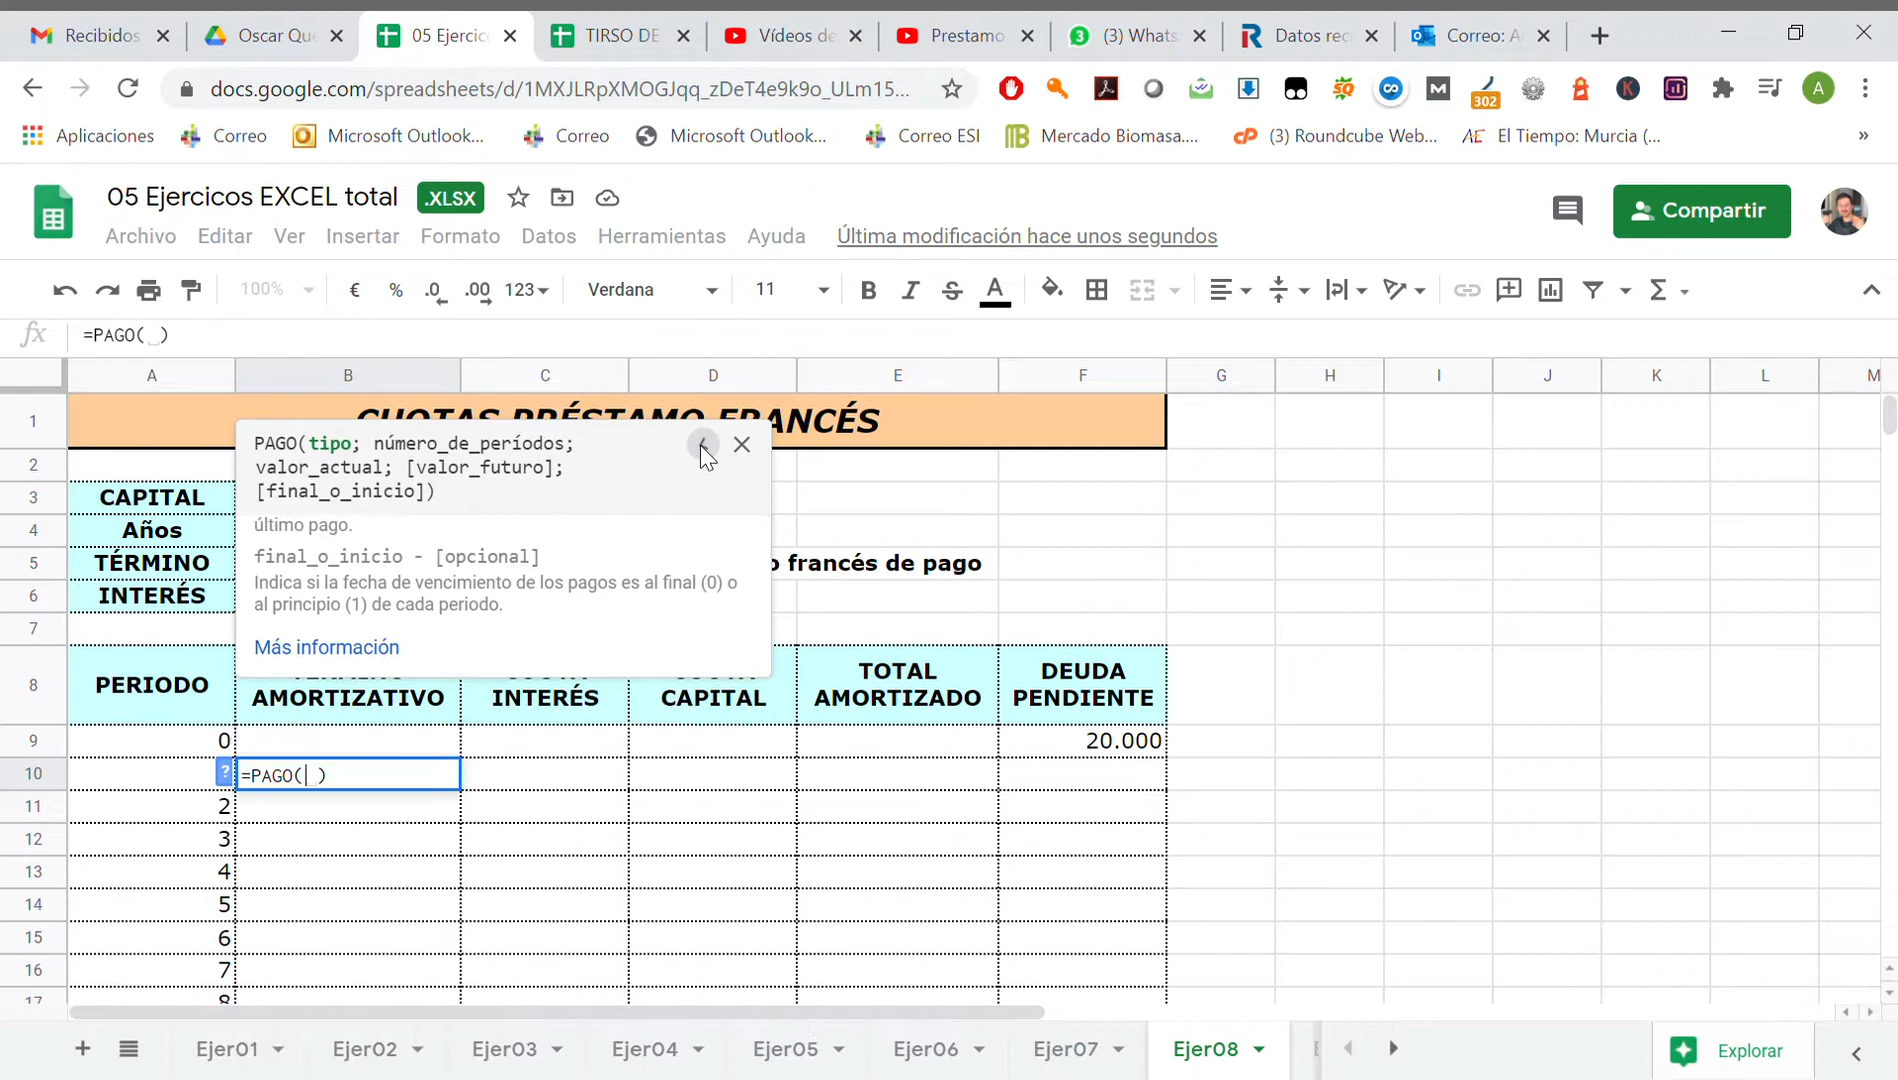 Recibidos
Oscar Que
05 Ejercic
TIRSO DE
Vídeos de
Prestamo
(3) Whats
Datos rec
Correo: A
docs.google.com/spreadsheets/d/1MXJLRpXMOGJqq_zDeT4e9k9o_ULm15...
302
A
Aplicaciones
Correo
Microsoft Outlook...
Correo
Microsoft Outlook...
Correo ESI
Mercado Biomasa....
(3) Roundcube Web...
El Tiempo: Murcia (...
»
05 Ejercicos EXCEL total
.XLSX
Compartir
Archivo
Editar
Ver
Insertar
Formato
Datos
Herramientas
Ayuda
Última modificación hace unos segundos
100%
€
%
.0
.00
123
Verdana
11
B
I
S
A
Σ
fx
=PAGO(_)
A B C D E F G H I J K L M
1
CUOTAS PRÉSTAMO FRANCÉS
PAGO(tipo; número_de_períodos;
valor_actual; [valor_futuro];
[final_o_inicio])
último pago.
final_o_inicio - [opcional]
Indica si la fecha de vencimiento de los pagos es al final (0) o
al principio (1) de cada periodo.
Más información
2
3 CAPITAL
4 Años
5 TÉRMINO
o francés de pago
6 INTERÉS
7
8 PERIODO
AMORTIZATIVO
INTERÉS
CAPITAL
TOTAL
AMORTIZADO
DEUDA
PENDIENTE
9 0 20.000
10 ? =PAGO(_)
11 2
12 3
13 4
14 5
15 6
16 7
17 8
Ejer01
Ejer02
Ejer03
Ejer04
Ejer05
Ejer06
Ejer07
Ejer08
Explorar